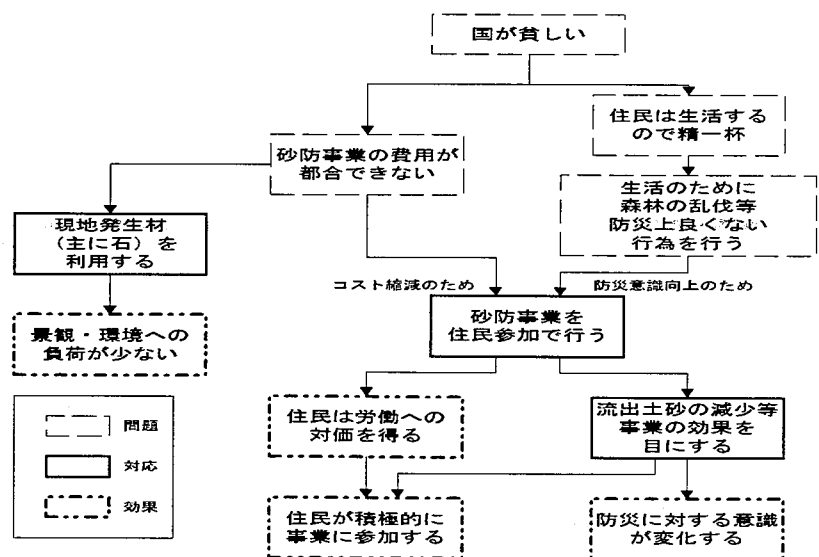 国が貧しい
住民は生活する
ので精一杯
砂防事業の費用が
都合できない
生活のために
森林の乱伐等
防災上良くない
行為を行う
現地発生材
(主に石)を
利用する
コスト縮減のため
防災意識向上のため
砂防事業を
住民参加で行う
景観・環境への
負荷が少ない
住民は労働への
対価を得る
流出土砂の減少等
事業の効果を
目にする
問題
対応
効果
住民が積極的に
事業に参加する
防災に対する意識
が変化する